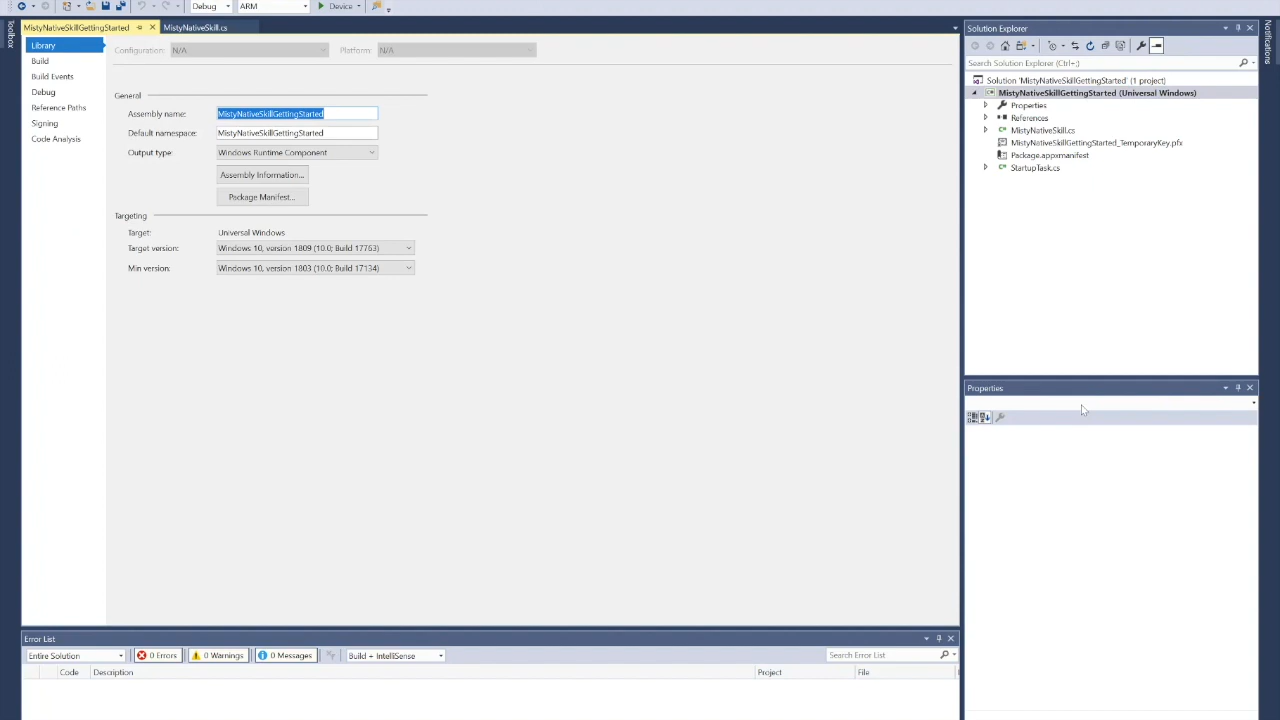 Debug ARM Device
MistyNativeSkillGettingStarted MistyNativeSkill.cs
Toolbox
Library
Build
Build Events
Debug
Reference Paths
Signing
Code Analysis
Configuration: N/A Platform: N/A
General
Assembly name: MistyNativeSkillGettingStarted
Default namespace: MistyNativeSkillGettingStarted
Output type: Windows Runtime Component
Assembly Information...
Package Manifest...
Targeting
Target: Universal Windows
Target version: Windows 10, version 1809 (10.0; Build 17763)
Min version: Windows 10, version 1803 (10.0; Build 17134)
Solution Explorer
Search Solution Explorer (Ctrl+;)
Solution 'MistyNativeSkillGettingStarted' (1 project)
MistyNativeSkillGettingStarted (Universal Windows)
Properties
References
MistyNativeSkill.cs
MistyNativeSkillGettingStarted_TemporaryKey.pfx
Package.appxmanifest
StartupTask.cs
Properties
Notifications
Error List
Entire Solution 0 Errors 0 Warnings 0 Messages Build + IntelliSense Search Error List
Code Description Project File